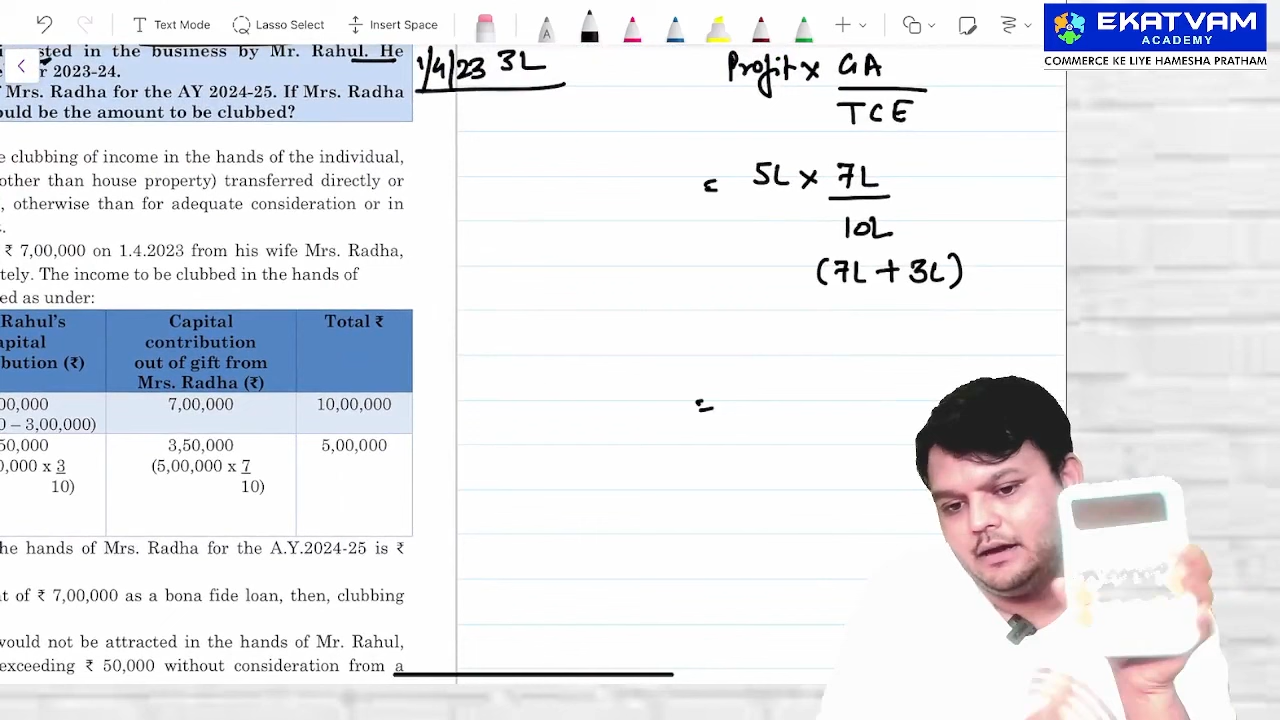 Text Mode
Lasso Select
Insert Space
EKATVAM
ACADEMY
COMMERCE KE LIYE HAMESHA PRATHAM
in the business by Mr. Rahul. He
2023-24.
Mrs. Radha for the AY 2024-25. If Mrs. Radha
ould be the amount to be clubbed?
1/4/23 3L
e clubbing of income in the hands of the individual,
other than house property) transferred directly or
, otherwise than for adequate consideration or in
₹ 7,00,000 on 1.4.2023 from his wife Mrs. Radha,
tely. The income to be clubbed in the hands of
ed as under:
Rahul's
apital
bution (₹)
Capital
contribution
out of gift from
Mrs. Radha (₹)
Total ₹
00,000
0 – 3,00,000)
7,00,000
10,00,000
50,000
0,000 x 3
10)
3,50,000
(5,00,000 x 7
10)
5,00,000
he hands of Mrs. Radha for the A.Y.2024-25 is ₹
nt of ₹ 7,00,000 as a bona fide loan, then, clubbing
would not be attracted in the hands of Mr. Rahul,
exceeding ₹ 50,000 without consideration from a
Profit x GA
TCE
= 5L x 7L
10L
(7L + 3L)
=